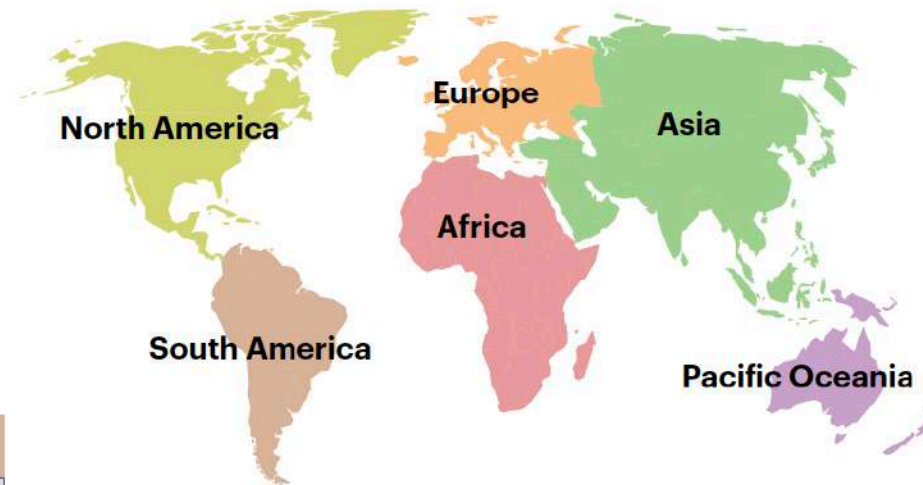 Europe
North America
Asia
Africa
South America
Pacific Oceania